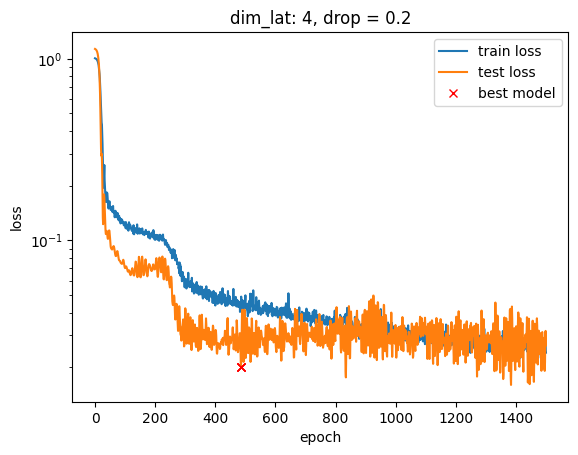 dim_lat: 4, drop = 0.2
train loss
test loss
best model
10⁰
10⁻¹
loss
0 200 400 600 800 1000 1200 1400
epoch